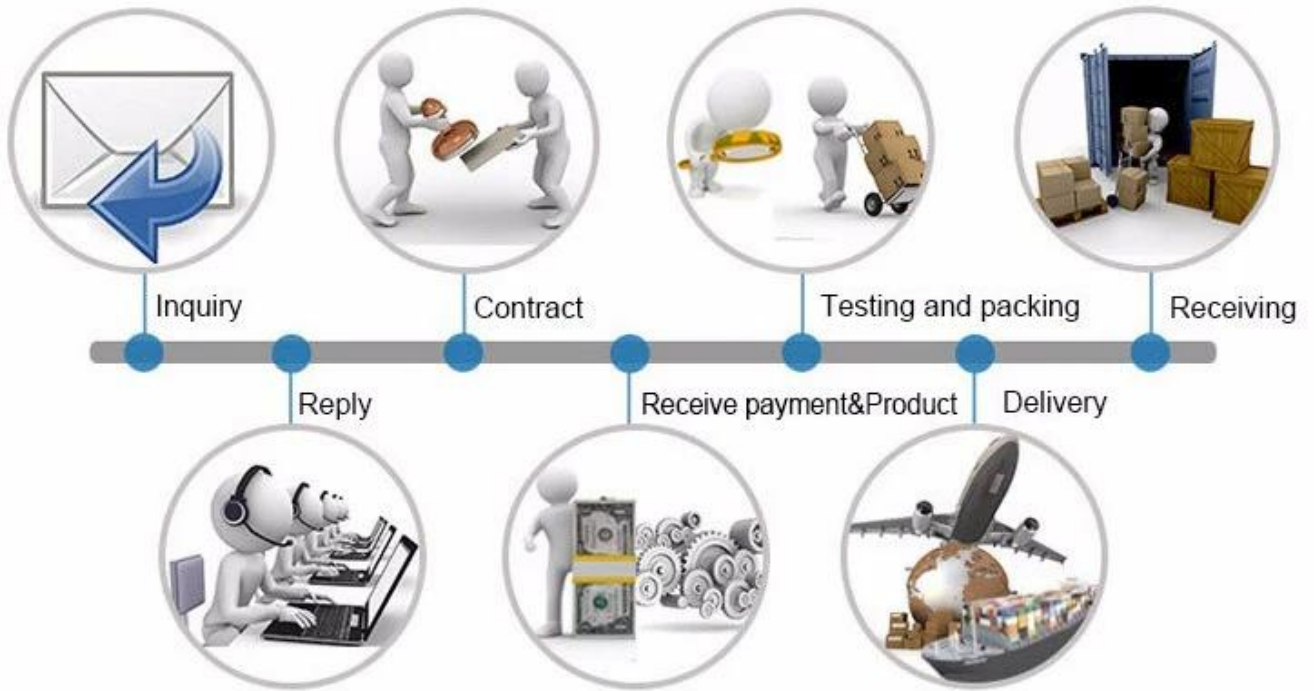 Inquiry
Reply
Contract
Receive payment&Product
Testing and packing
Delivery
Receiving